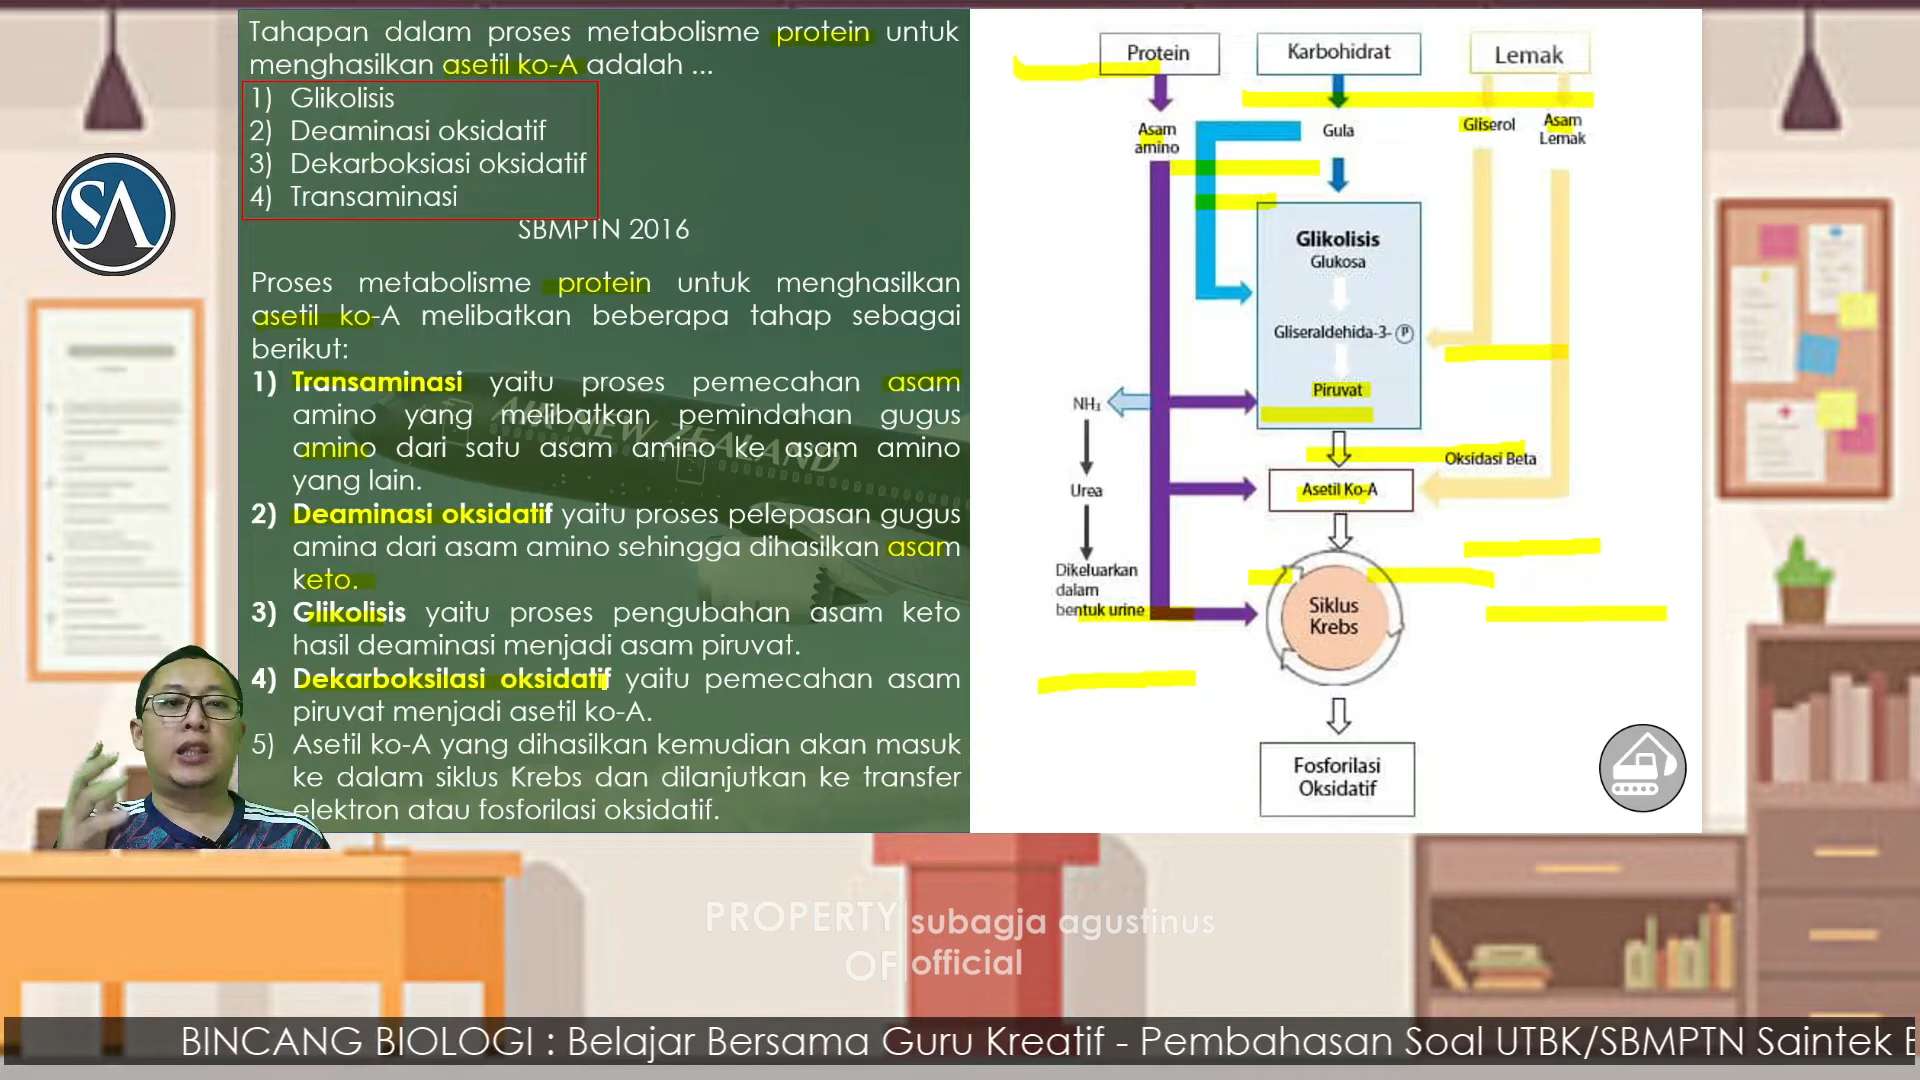 Tahapan dalam proses metabolisme protein untuk
menghasilkan asetil ko-A adalah ...
1) Glikolisis
2) Deaminasi oksidatif
3) Dekarboksiasi oksidatif
4) Transaminasi
SBMPTN 2016
Proses metabolisme protein untuk menghasilkan
asetil ko-A melibatkan beberapa tahap sebagai
berikut:
1) Transaminasi yaitu proses pemecahan asam
amino yang melibatkan pemindahan gugus
amino dari satu asam amino ke asam amino
yang lain.
2) Deaminasi oksidatif yaitu proses pelepasan gugus
amina dari asam amino sehingga dihasilkan asam
keto.
3) Glikolisis yaitu proses pengubahan asam keto
hasil deaminasi menjadi asam piruvat.
4) Dekarboksilasi oksidatif yaitu pemecahan asam
piruvat menjadi asetil ko-A.
5) Asetil ko-A yang dihasilkan kemudian akan masuk
ke dalam siklus Krebs dan dilanjutkan ke transfer
elektron atau fosforilasi oksidatif.
AIR NEW ZEALAND
SA
Protein
Karbohidrat
Lemak
Asam
amino
Gula
Gliserol
Asam
Lemak
Glikolisis
Glukosa
Gliseraldehida-3- P
Piruvat
NH₃
Oksidasi Beta
Urea
Asetil Ko-A
Dikeluarkan
dalam
bentuk urine
Siklus
Krebs
Fosforilasi
Oksidatif
PROPERTY OF
subagja agustinus
official
BINCANG BIOLOGI : Belajar Bersama Guru Kreatif - Pembahasan Soal UTBK/SBMPTN Saintek